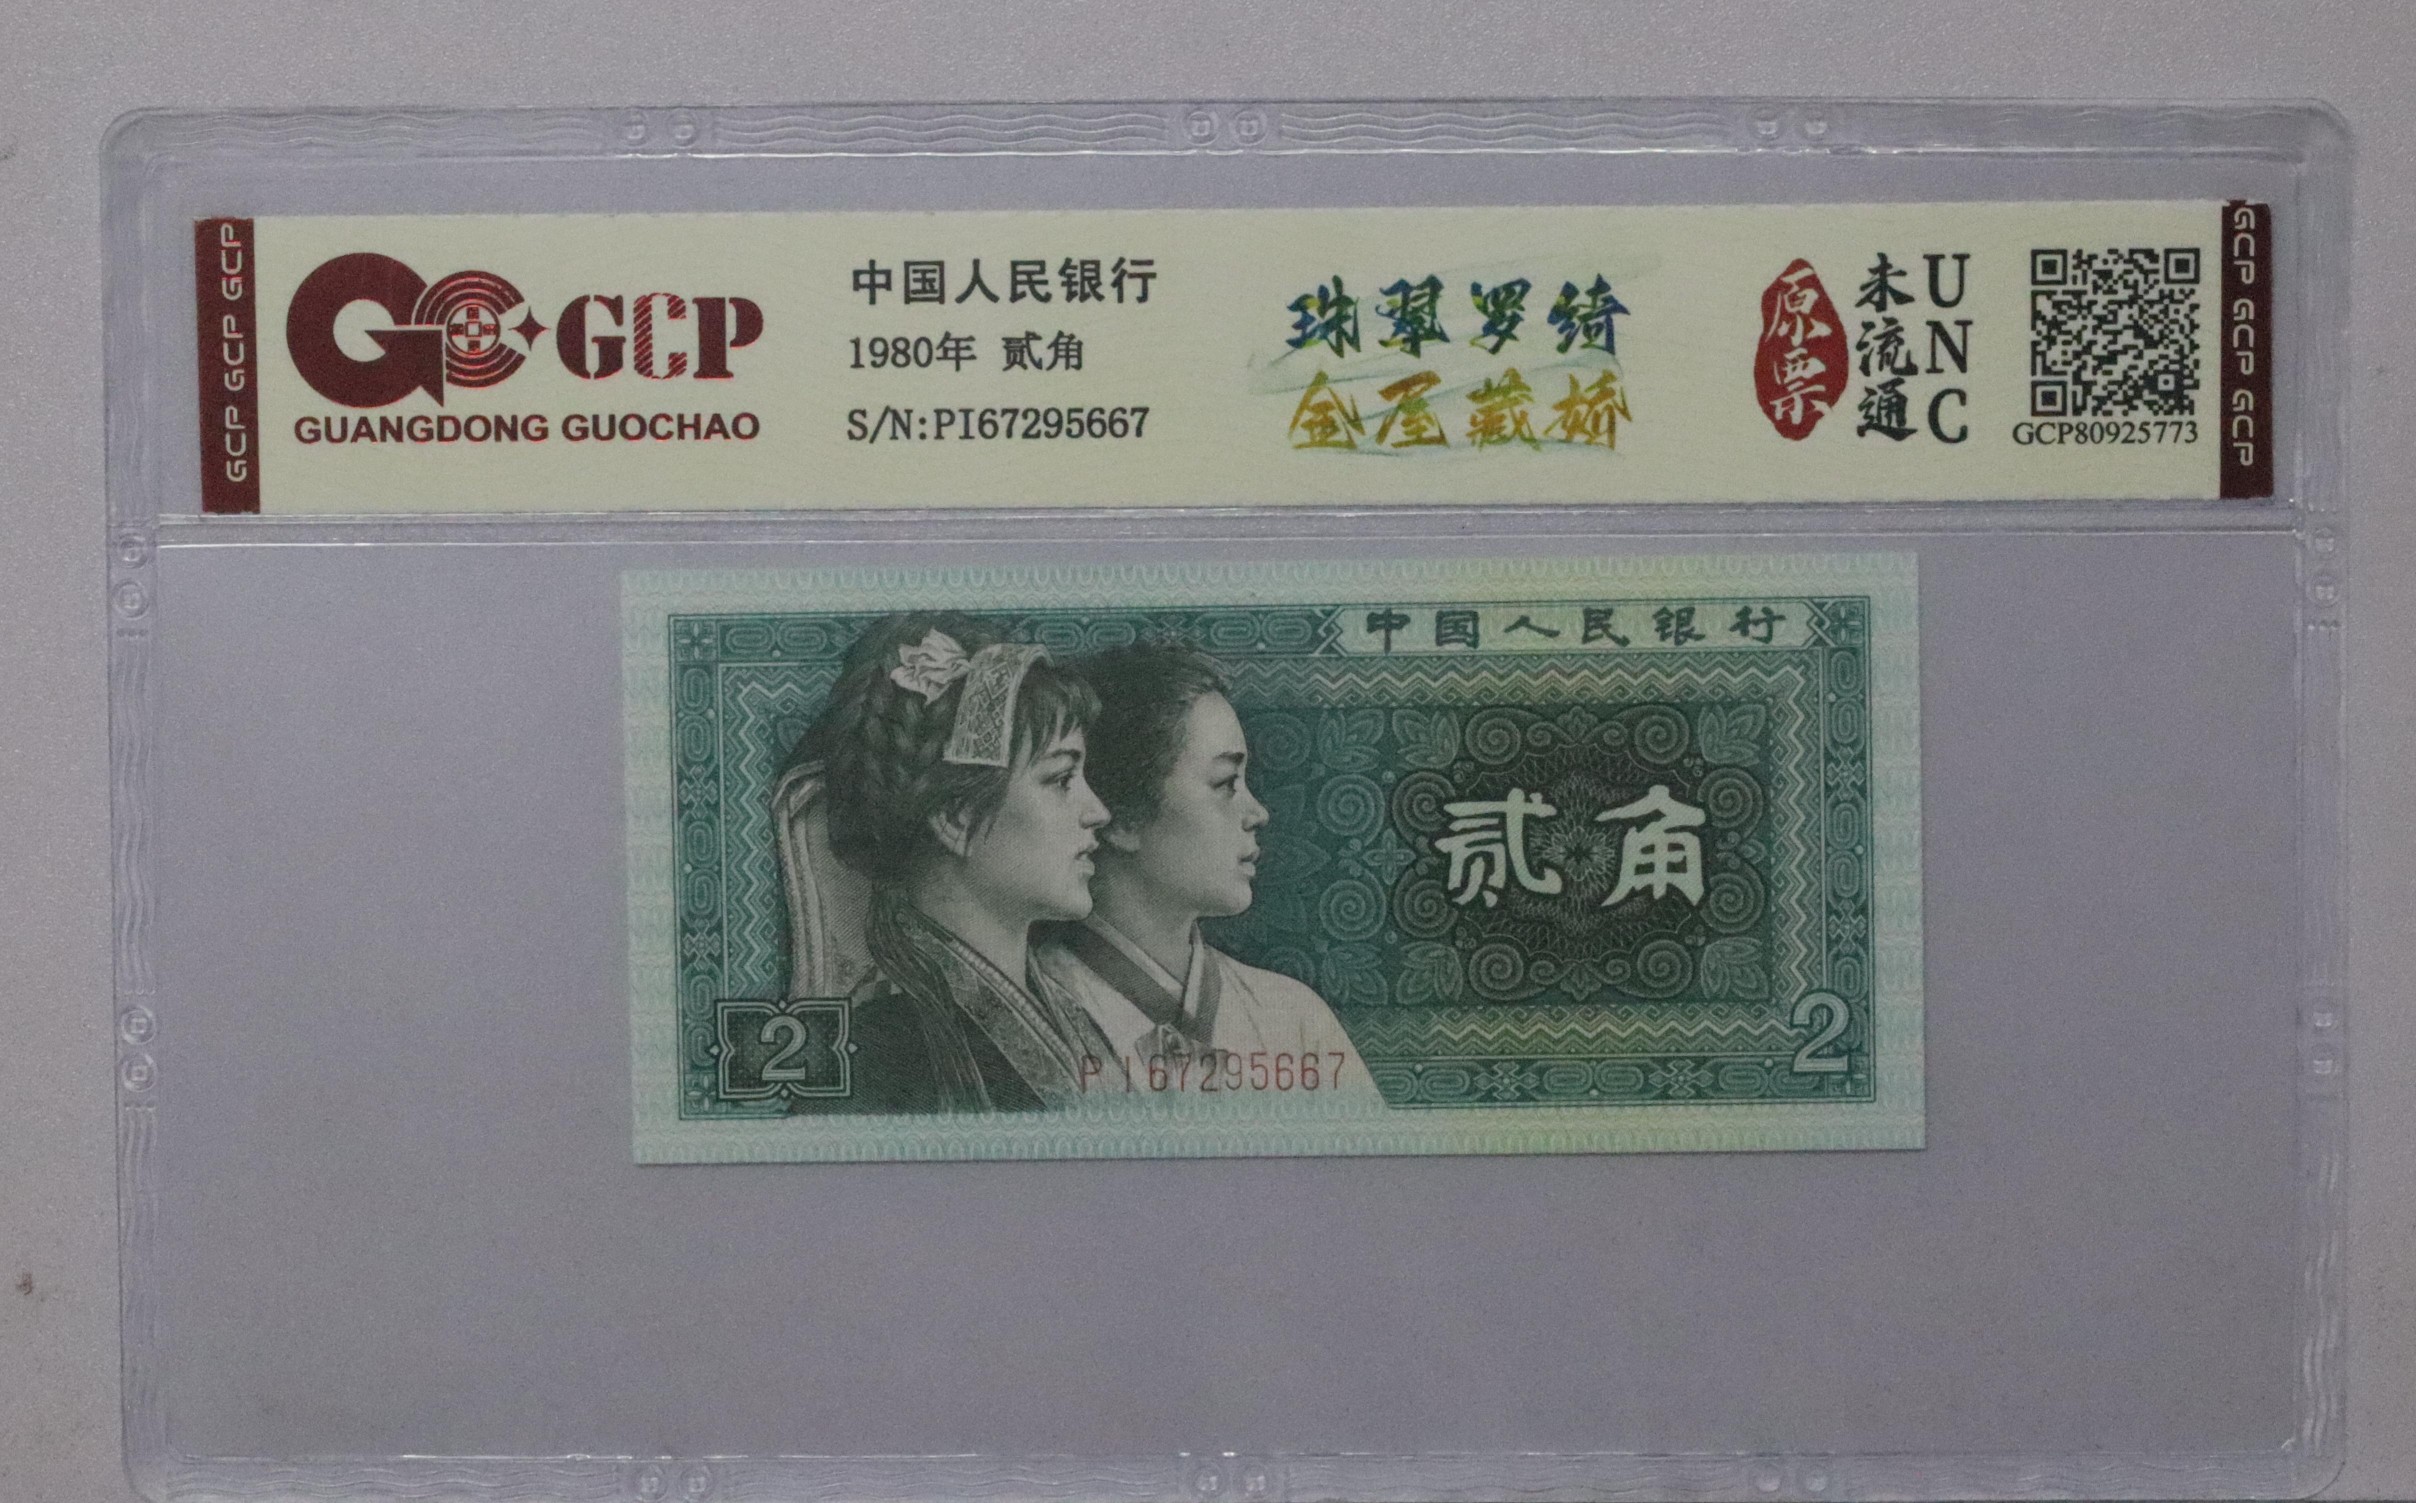 GCP GCP GCP
GCP
GUANGDONG GUOCHAO
中国人民银行
1980年 贰角
S/N:PI67295667
珠翠罗绮
金屋藏娇
原票
未流通
UNC
GCP80925773
GCP GCP GCP
中国人民银行
贰角
2
PI67295667
2